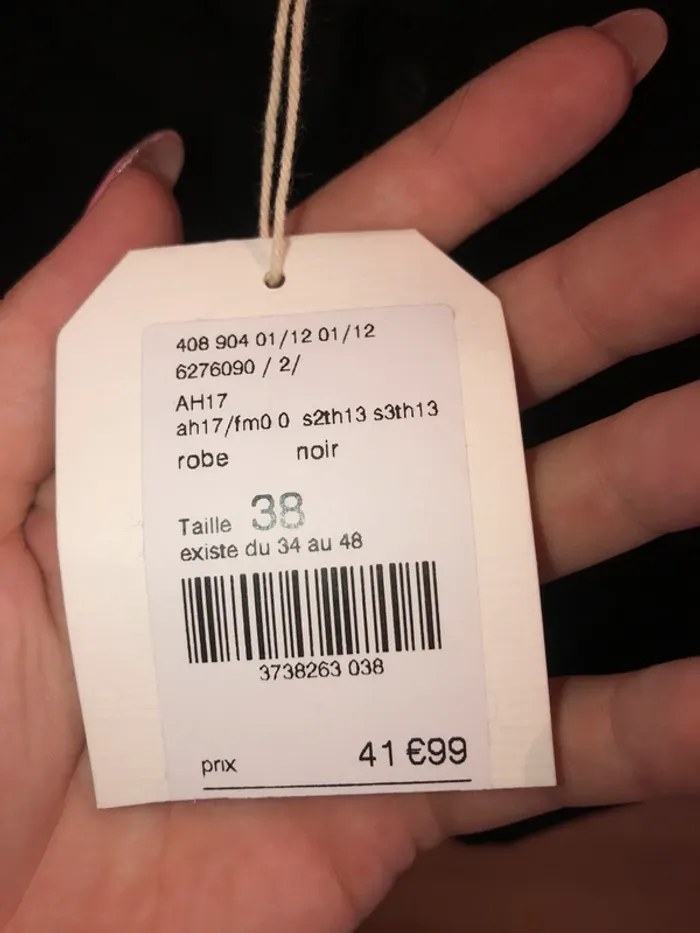 408 904 01/12 01/12
6276090 / 2/
AH17
ah17/fm0 0 s2th13 s3th13
robe noir
Taille 38
existe du 34 au 48
3738263 038
prix 41 €99